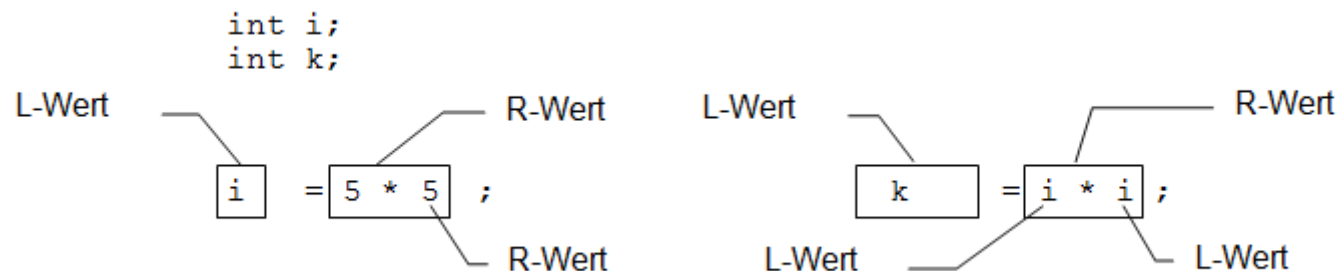 int i;
int k;
L-Wert R-Wert L-Wert R-Wert
i = 5 * 5 ; k = i * i ;
R-Wert L-Wert L-Wert